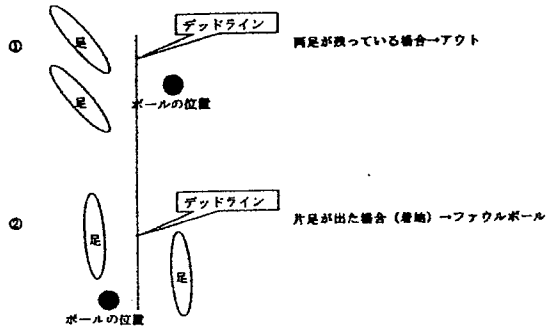 ①
足
足
デッドライン
両足が残っている場合→アウト
ボールの位置
②
足
足
デッドライン
片足が出た場合（着地）→ファウルボール
ボールの位置